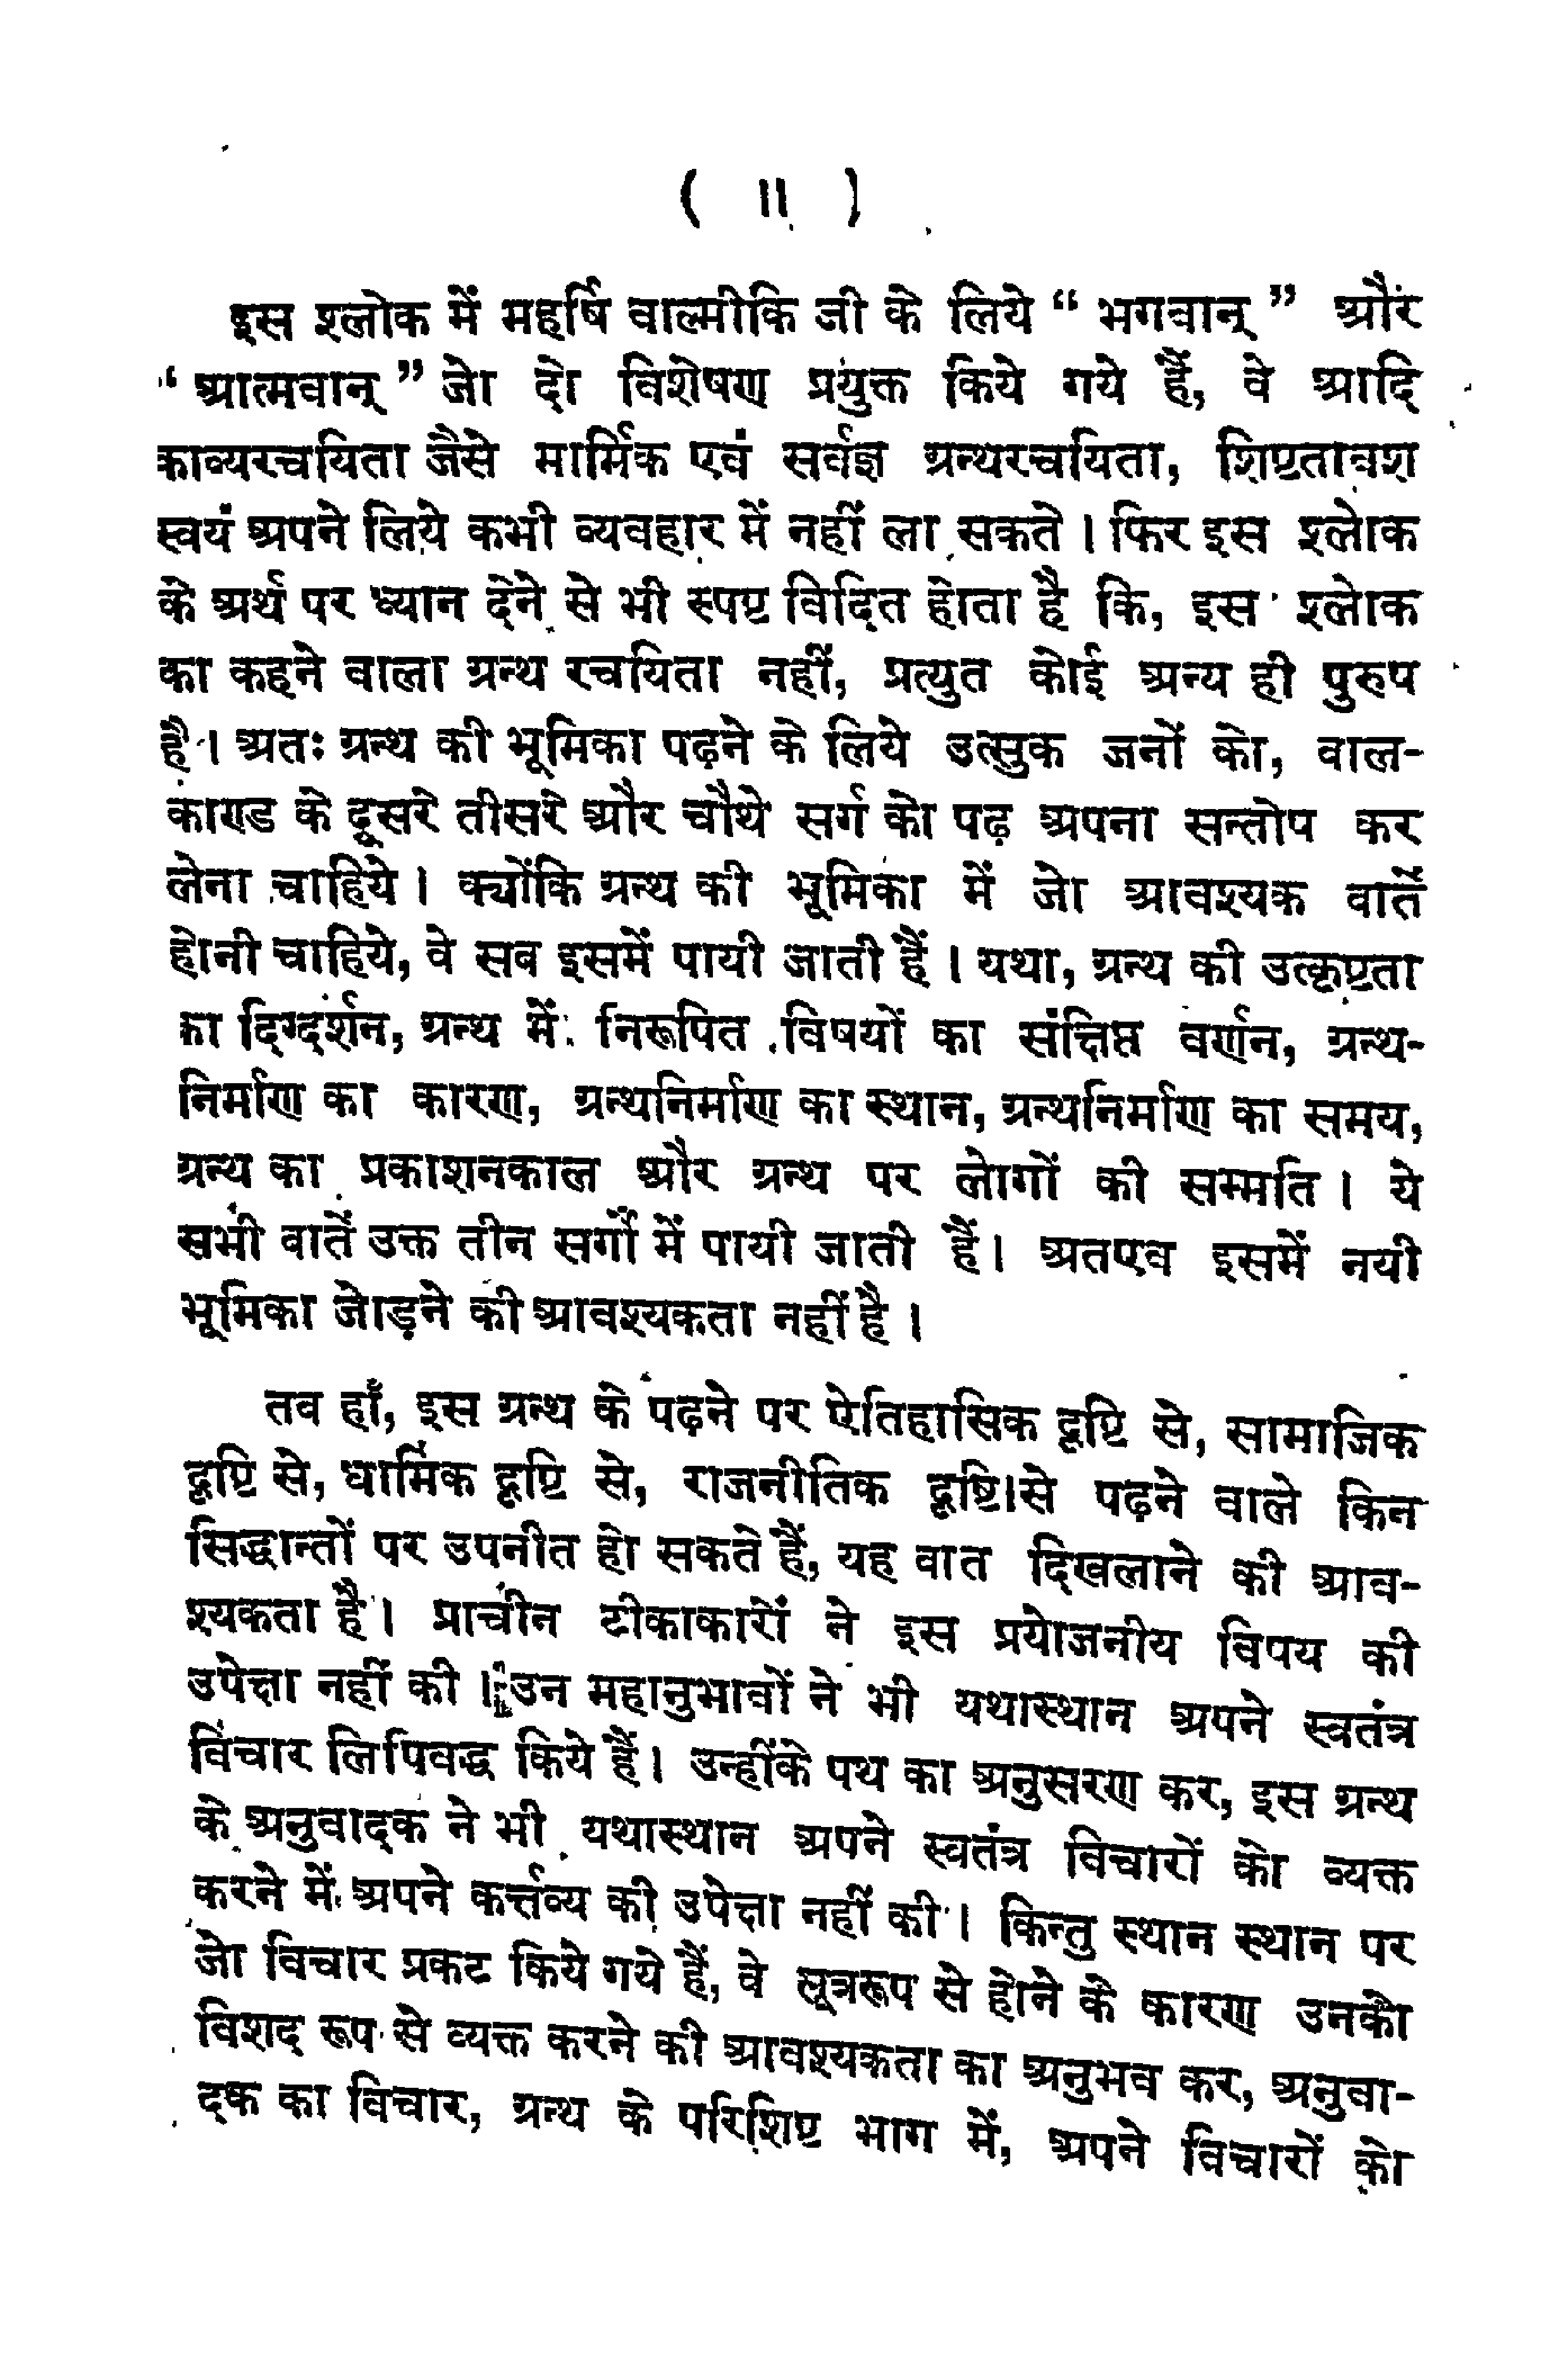 ( ॥ )
इस श्लोक में महर्षि वाल्मीकि जी के लिये “ भगवान् ” और
“ आत्मवान् ” जो दो विशेषण प्रयुक्त किये गये हैं, वे आदि
काव्यरचयिता जैसे मार्मिक एवं सर्वज्ञ ग्रन्थरचयिता, शिष्टतावश
स्वयं अपने लिये कभी व्यवहार में नहीं ला सकते । फिर इस श्लोक
के अर्थ पर ध्यान देने से भी स्पष्ट विदित होता है कि, इस श्लोक
का कहने वाला ग्रन्थ रचयिता नहीं, प्रत्युत कोई अन्य ही पुरुष
है । अतः ग्रन्थ की भूमिका पढ़ने के लिये उत्सुक जनों को, वाल-
काण्ड के दूसरे तीसरे और चौथे सर्ग को पढ़ अपना सन्तोष कर
लेना चाहिये । क्योंकि ग्रन्थ की भूमिका में जो आवश्यक वातें
होनी चाहिये, वे सव इसमें पायी जाती हैं । यथा, ग्रन्थ की उत्कृष्टता
का दिग्दर्शन, ग्रन्थ में निरूपित विषयों का संक्षिप्त वर्णन, ग्रन्थ-
निर्माण का कारण, ग्रन्थनिर्माण का स्थान, ग्रन्थनिर्माण का समय,
ग्रन्थ का प्रकाशनकाल और ग्रन्थ पर लोगों की सम्मति । ये
सभी वातें उक्त तीन सर्गों में पायी जाती हैं । अतएव इसमें नयी
भूमिका जोड़ने की आवश्यकता नहीं है ।
तव हाँ, इस ग्रन्थ के पढ़ने पर ऐतिहासिक दृष्टि से, सामाजिक
दृष्टि से, धार्मिक दृष्टि से, राजनीतिक दृष्टि से पढ़ने वाले किन
सिद्धान्तों पर उपनीत हो सकते हैं, यह वात दिखलाने की आव-
श्यकता है । प्राचीन टीकाकारों ने इस प्रयोजनीय विषय की
उपेक्षा नहीं की । उन महानुभावों ने भी यथास्थान अपने स्वतंत्र
विचार लिपिवद्ध किये हैं । उन्हींके पथ का अनुसरण कर, इस ग्रन्थ
के अनुवादक ने भी यथास्थान अपने स्वतंत्र विचारों को व्यक्त
करने में अपने कर्त्तव्य की उपेक्षा नहीं की । किन्तु स्थान स्थान पर
जो विचार प्रकट किये गये हैं, वे सूत्ररूप से होने के कारण उनको
विशद रूप से व्यक्त करने की आवश्यकता का अनुभव कर, अनुवा-
दक का विचार, ग्रन्थ के परिशिष्ट भाग में, अपने विचारों को